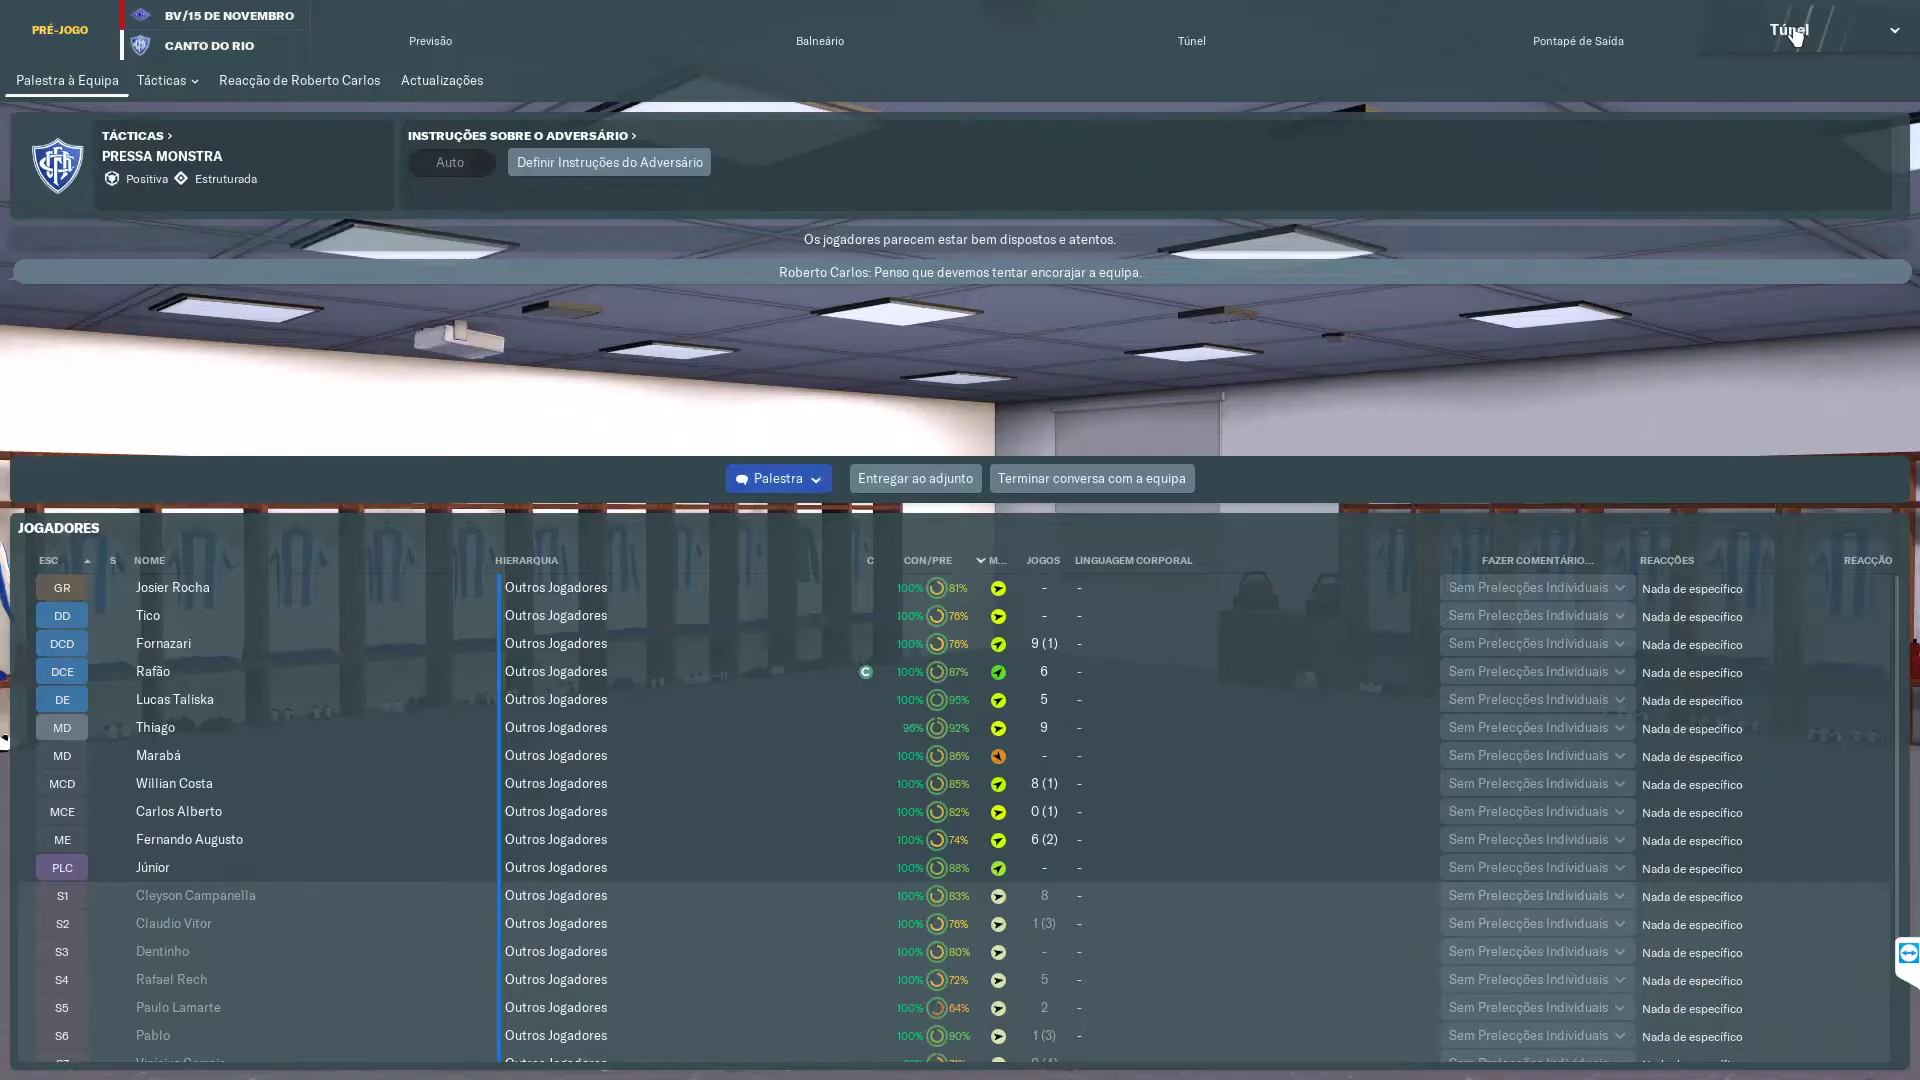 PRÉ-JOGO
BV/15 DE NOVEMBRO
CANTO DO RIO
Previsão
Balneário
Túnel
Pontapé de Saída
Túnel
Palestra à Equipa
Tácticas
Reacção de Roberto Carlos
Actualizações
TÁCTICAS >
PRESSA MONSTRA
Positiva
Estruturada
INSTRUÇÕES SOBRE O ADVERSÁRIO >
Auto
Definir Instruções do Adversário
Os jogadores parecem estar bem dispostos e atentos.
Roberto Carlos: Penso que devemos tentar encorajar a equipa.
Palestra
Entregar ao adjunto
Terminar conversa com a equipa
JOGADORES
ESC S NOME HIERARQUIA C CON/PRE M... JOGOS LINGUAGEM CORPORAL FAZER COMENTÁRIO... REACÇÕES REACÇÃO
GR Josier Rocha Outros Jogadores 100% 81% - - Sem Prelecções Individuais Nada de específico
DD Tico Outros Jogadores 100% 76% - - Sem Prelecções Individuais Nada de específico
DCD Fornazari Outros Jogadores 100% 76% 9 (1) - Sem Prelecções Individuais Nada de específico
DCE Rafão Outros Jogadores C 100% 87% 6 - Sem Prelecções Individuais Nada de específico
DE Lucas Taliska Outros Jogadores 100% 95% 5 - Sem Prelecções Individuais Nada de específico
MD Thiago Outros Jogadores 96% 92% 9 - Sem Prelecções Individuais Nada de específico
MD Marabá Outros Jogadores 100% 86% - - Sem Prelecções Individuais Nada de específico
MCD Willian Costa Outros Jogadores 100% 85% 8 (1) - Sem Prelecções Individuais Nada de específico
MCE Carlos Alberto Outros Jogadores 100% 82% 0 (1) - Sem Prelecções Individuais Nada de específico
ME Fernando Augusto Outros Jogadores 100% 74% 6 (2) - Sem Prelecções Individuais Nada de específico
PLC Júnior Outros Jogadores 100% 88% - - Sem Prelecções Individuais Nada de específico
S1 Cleyson Campanella Outros Jogadores 100% 83% 8 - Sem Prelecções Individuais Nada de específico
S2 Claudio Vitor Outros Jogadores 100% 76% 1 (3) - Sem Prelecções Individuais Nada de específico
S3 Dentinho Outros Jogadores 100% 80% - - Sem Prelecções Individuais Nada de específico
S4 Rafael Rech Outros Jogadores 100% 72% 5 - Sem Prelecções Individuais Nada de específico
S5 Paulo Lamarte Outros Jogadores 100% 64% 2 - Sem Prelecções Individuais Nada de específico
S6 Pablo Outros Jogadores 100% 90% 1 (3) - Sem Prelecções Individuais Nada de específico
Outros Jogadores